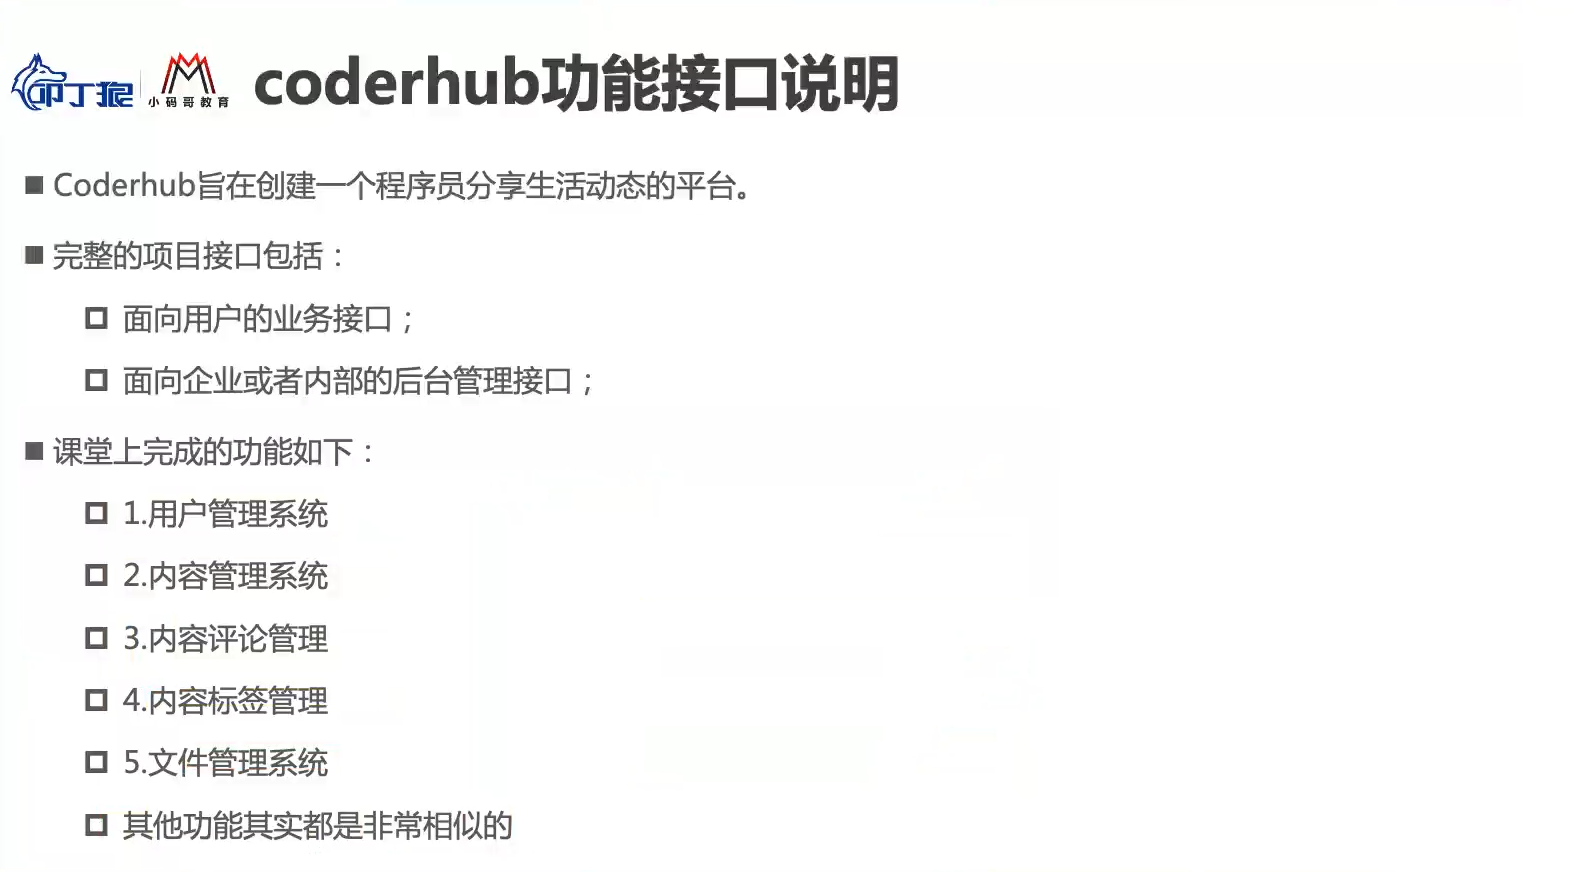 叩丁狼
小码哥教育
coderhub功能接口说明
Coderhub旨在创建一个程序员分享生活动态的平台。
完整的项目接口包括：
面向用户的业务接口；
面向企业或者内部的后台管理接口；
课堂上完成的功能如下：
1.用户管理系统
2.内容管理系统
3.内容评论管理
4.内容标签管理
5.文件管理系统
其他功能其实都是非常相似的